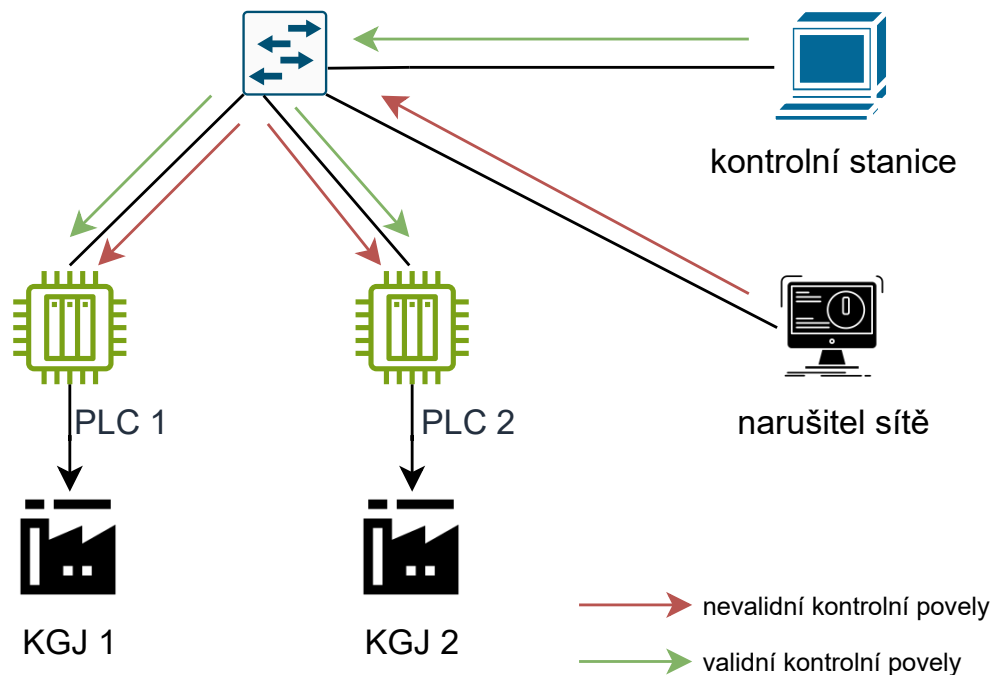 kontrolní stanice
narušitel sítě
PLC 1
PLC 2
KGJ 1
KGJ 2
nevalidní kontrolní povely
validní kontrolní povely